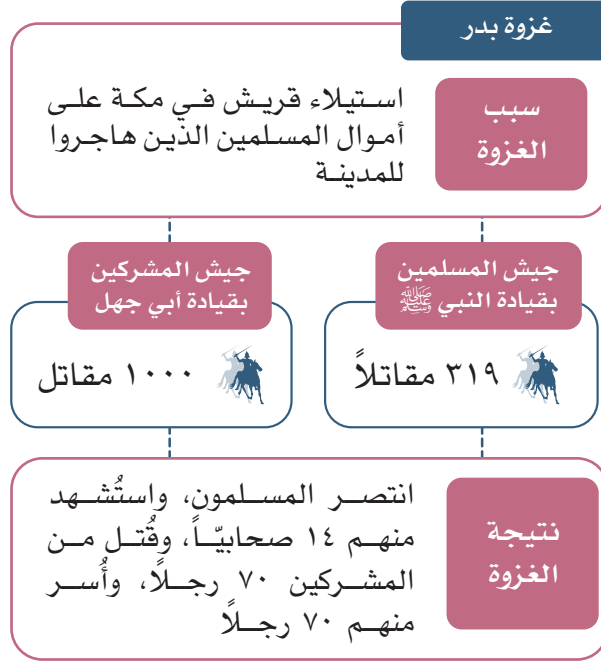 غزوة بدر
سبب
الغزوة
استيلاء قريش في مكة على
أموال المسلمين الذين هاجروا
للمدينة
جيش المسلمين
بقيادة النبي ﷺ
٣١٩ مقاتلاً
جيش المشركين
بقيادة أبي جهل
١٠٠٠ مقاتل
نتيجة
الغزوة
انتصر المسلمون، واستُشهد
منهم ١٤ صحابيّاً، وقُتل من
المشركين ٧٠ رجلاً، وأُسر
منهم ٧٠ رجلاً